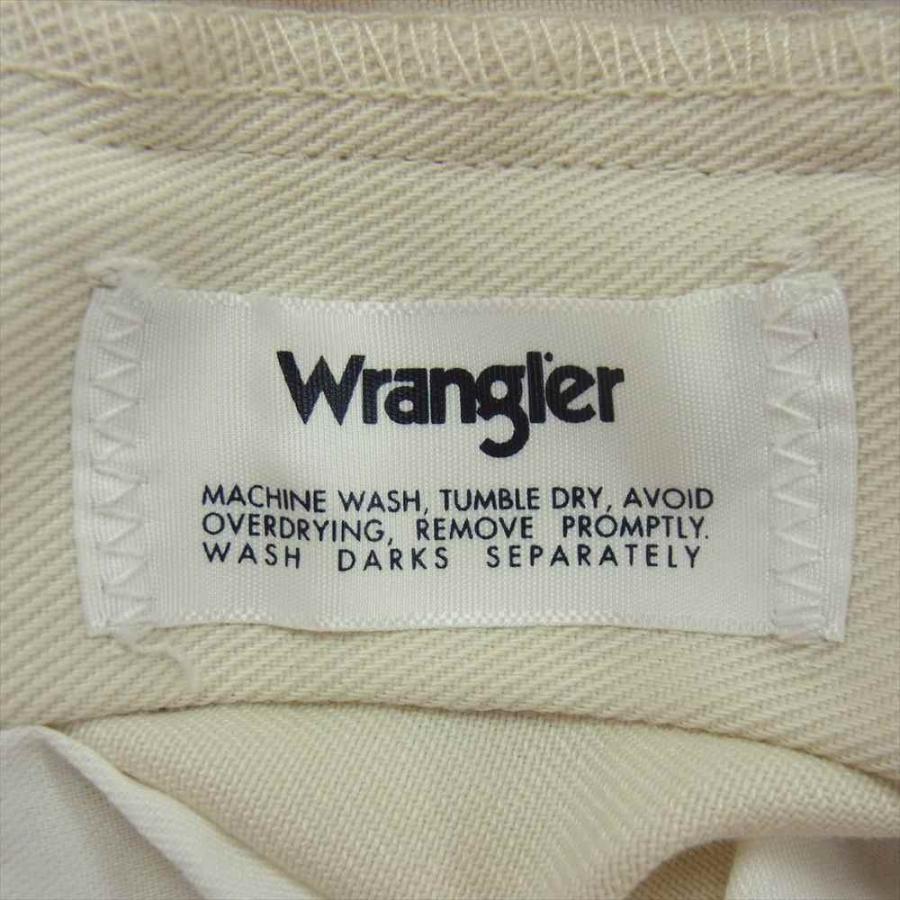 Wrangler
MACHINE WASH, TUMBLE DRY, AVOID
OVERDRYING, REMOVE PROMPTLY.
WASH DARKS SEPARATELY